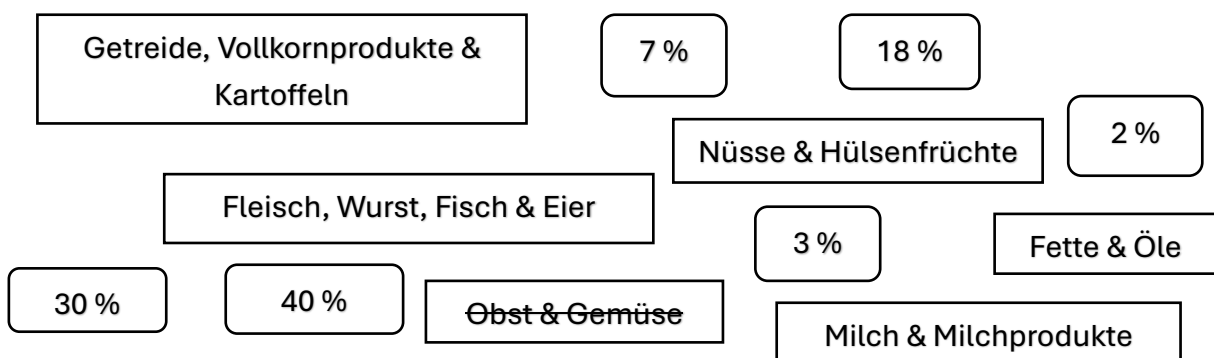 Getreide, Vollkornprodukte &
Kartoffeln
7 %
18 %
2 %
Nüsse & Hülsenfrüchte
Fleisch, Wurst, Fisch & Eier
3 %
Fette & Öle
30 %
40 %
Obst & Gemüse
Milch & Milchprodukte